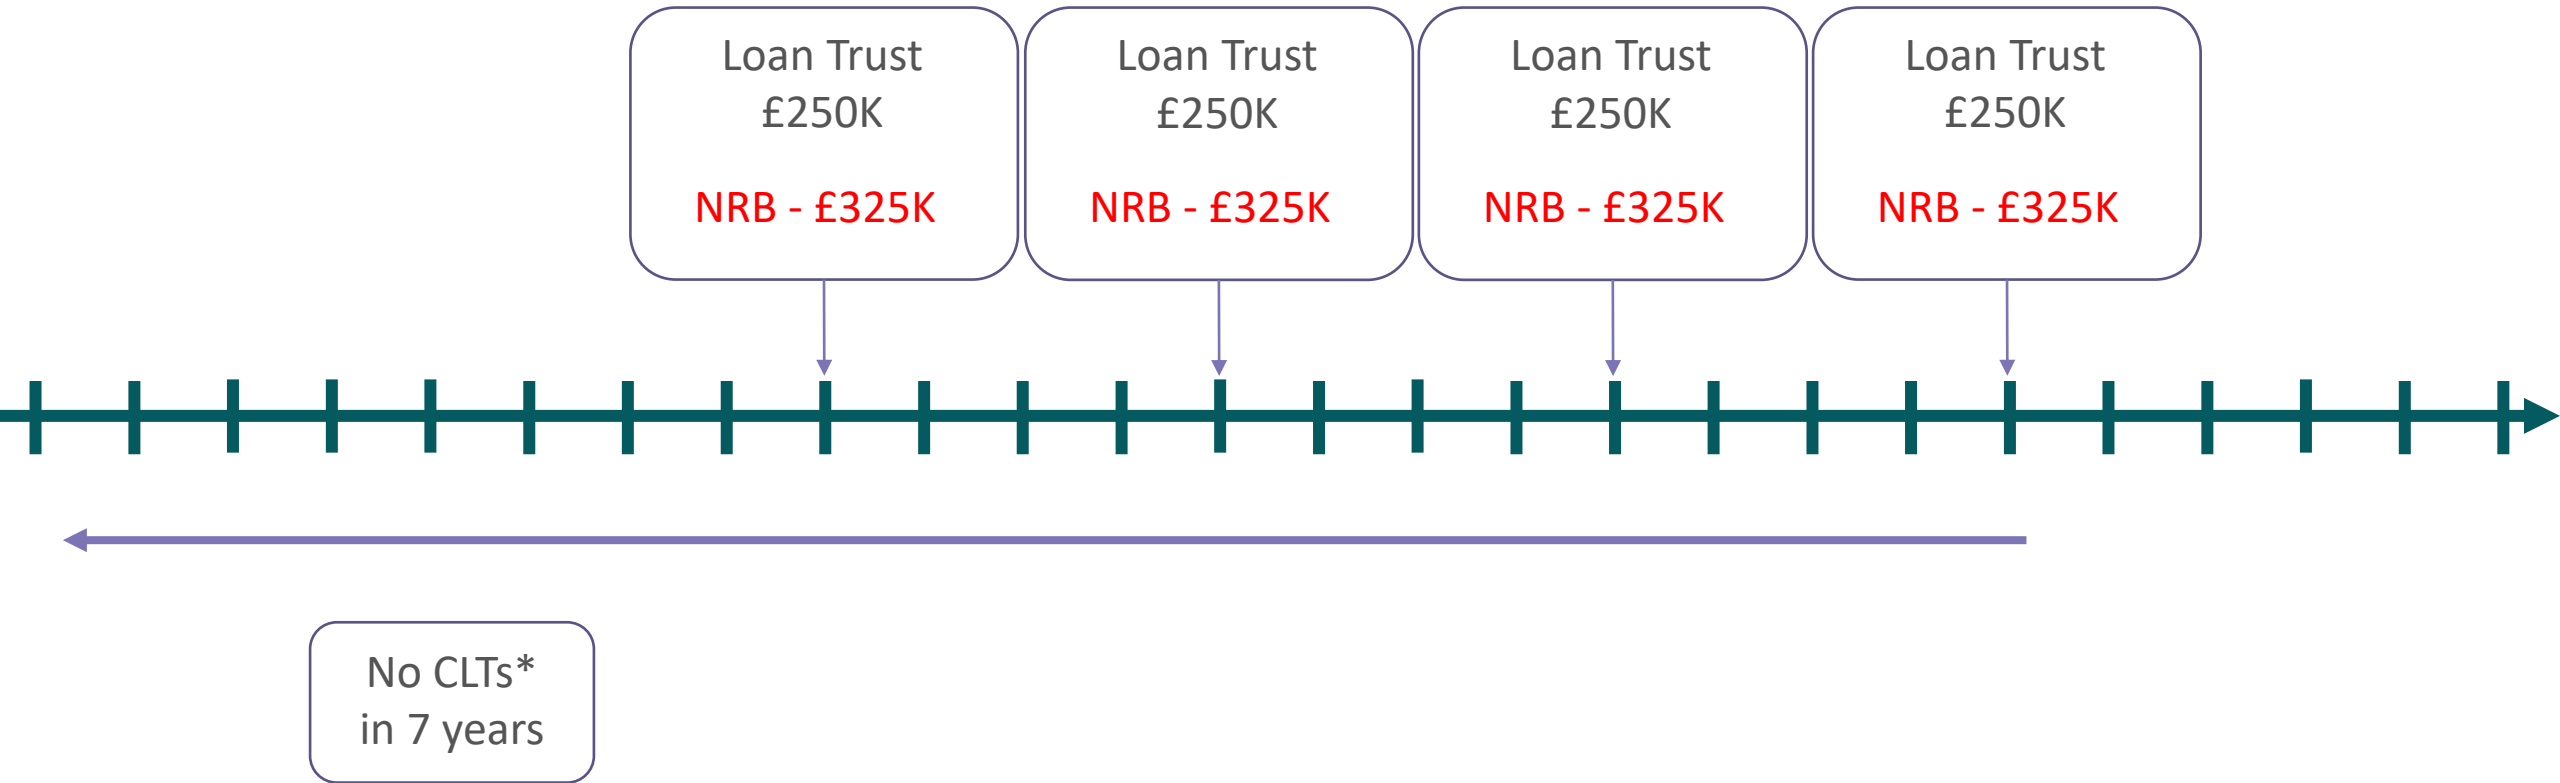 Loan Trust
£250K
NRB - £325K
Loan Trust
£250K
NRB - £325K
Loan Trust
£250K
NRB - £325K
Loan Trust
£250K
NRB - £325K
No CLTs*
in 7 years